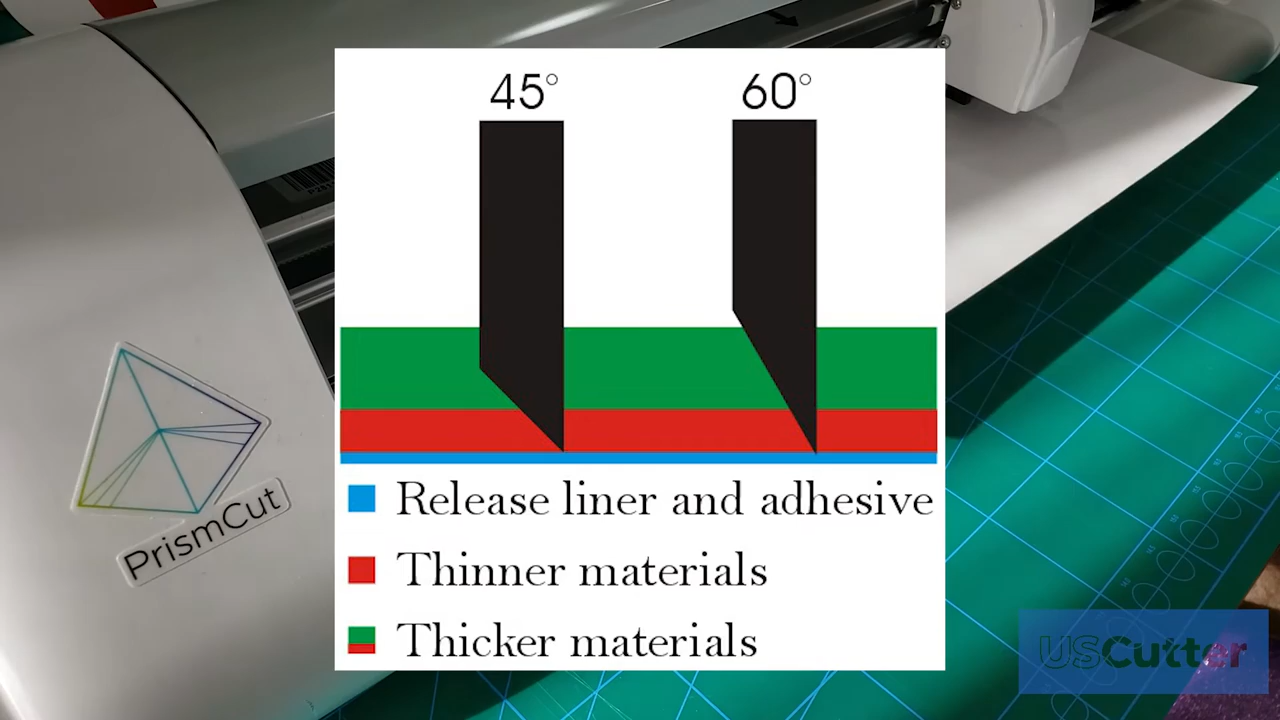 45°
60°
Release liner and adhesive
Thinner materials
Thicker materials
PrismCut
USCutter